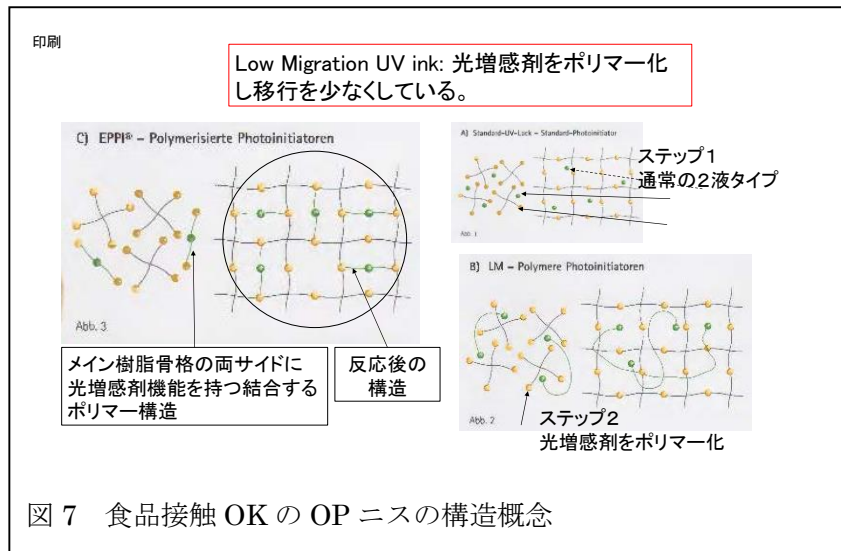 印刷
Low Migration UV ink: 光増感剤をポリマー化
し移行を少なくしている。
C) EPPI® – Polymerisierte Photoinitiatoren
Abb. 3
メイン樹脂骨格の両サイドに
光増感剤機能を持つ結合する
ポリマー構造
反応後の
構造
A) Standard-UV-Lack – Standard-Photoinitiator
ステップ1
通常の2液タイプ
Abb. 1
B) LM – Polymere Photoinitiatoren
Abb. 2
ステップ2
光増感剤をポリマー化
図 7 食品接触 OK の OP ニスの構造概念